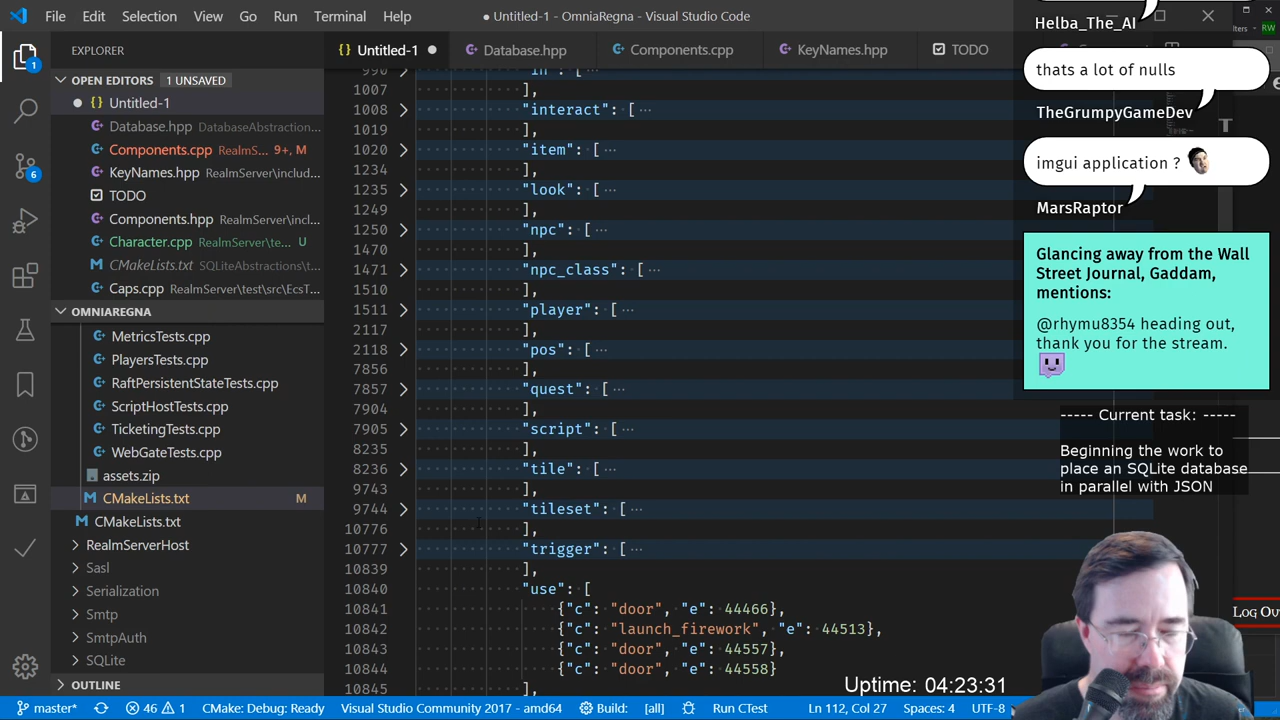 File Edit Selection View Go Run Terminal Help
● Untitled-1 - OmniaRegna - Visual Studio Code
Helba_The_AI
EXPLORER
{} Untitled-1 ●
Database.hpp
Components.cpp
KeyNames.hpp
TODO
OPEN EDITORS 1 UNSAVED
● {} Untitled-1
Database.hpp DatabaseAbstraction...
Components.cpp RealmS... 9+, M
KeyNames.hpp RealmServer\includ...
TODO
Components.hpp RealmServer\incl...
Character.cpp RealmServer\te... U
CMakeLists.txt SQLiteAbstractions\t...
Caps.cpp RealmServer\test\src\EcsT...
OMNIAREGNA
MetricsTests.cpp
PlayersTests.cpp
RaftPersistentStateTests.cpp
ScriptHostTests.cpp
TicketingTests.cpp
WebGateTests.cpp
assets.zip
CMakeLists.txt M
CMakeLists.txt
RealmServerHost
Sasl
Serialization
Smtp
SmtpAuth
SQLite
OUTLINE
990 "in": [ ...
1007 ],
1008 "interact": [ ...
1019 ],
1020 "item": [ ...
1234 ],
1235 "look": [ ...
1249 ],
1250 "npc": [ ...
1470 ],
1471 "npc_class": [ ...
1510 ],
1511 "player": [ ...
2117 ],
2118 "pos": [ ...
7856 ],
7857 "quest": [ ...
7904 ],
7905 "script": [ ...
8235 ],
8236 "tile": [ ...
9743 ],
9744 "tileset": [ ...
10776 ],
10777 "trigger": [ ...
10839 ],
10840 "use": [
10841 {"c": "door", "e": 44466},
10842 {"c": "launch_firework", "e": 44513},
10843 {"c": "door", "e": 44557},
10844 {"c": "door", "e": 44558}
10845 ],
thats a lot of nulls
TheGrumpyGameDev
imgui application ?
MarsRaptor
Glancing away from the Wall
Street Journal, Gaddam,
mentions:
@rhymu8354 heading out,
thank you for the stream.
----- Current task: -----
Beginning the work to
place an SQLite database
in parallel with JSON
Uptime: 04:23:31
master* 46 1 CMake: Debug: Ready Visual Studio Community 2017 - amd64 Build: [all] Run CTest Ln 112, Col 27 Spaces: 4 UTF-8